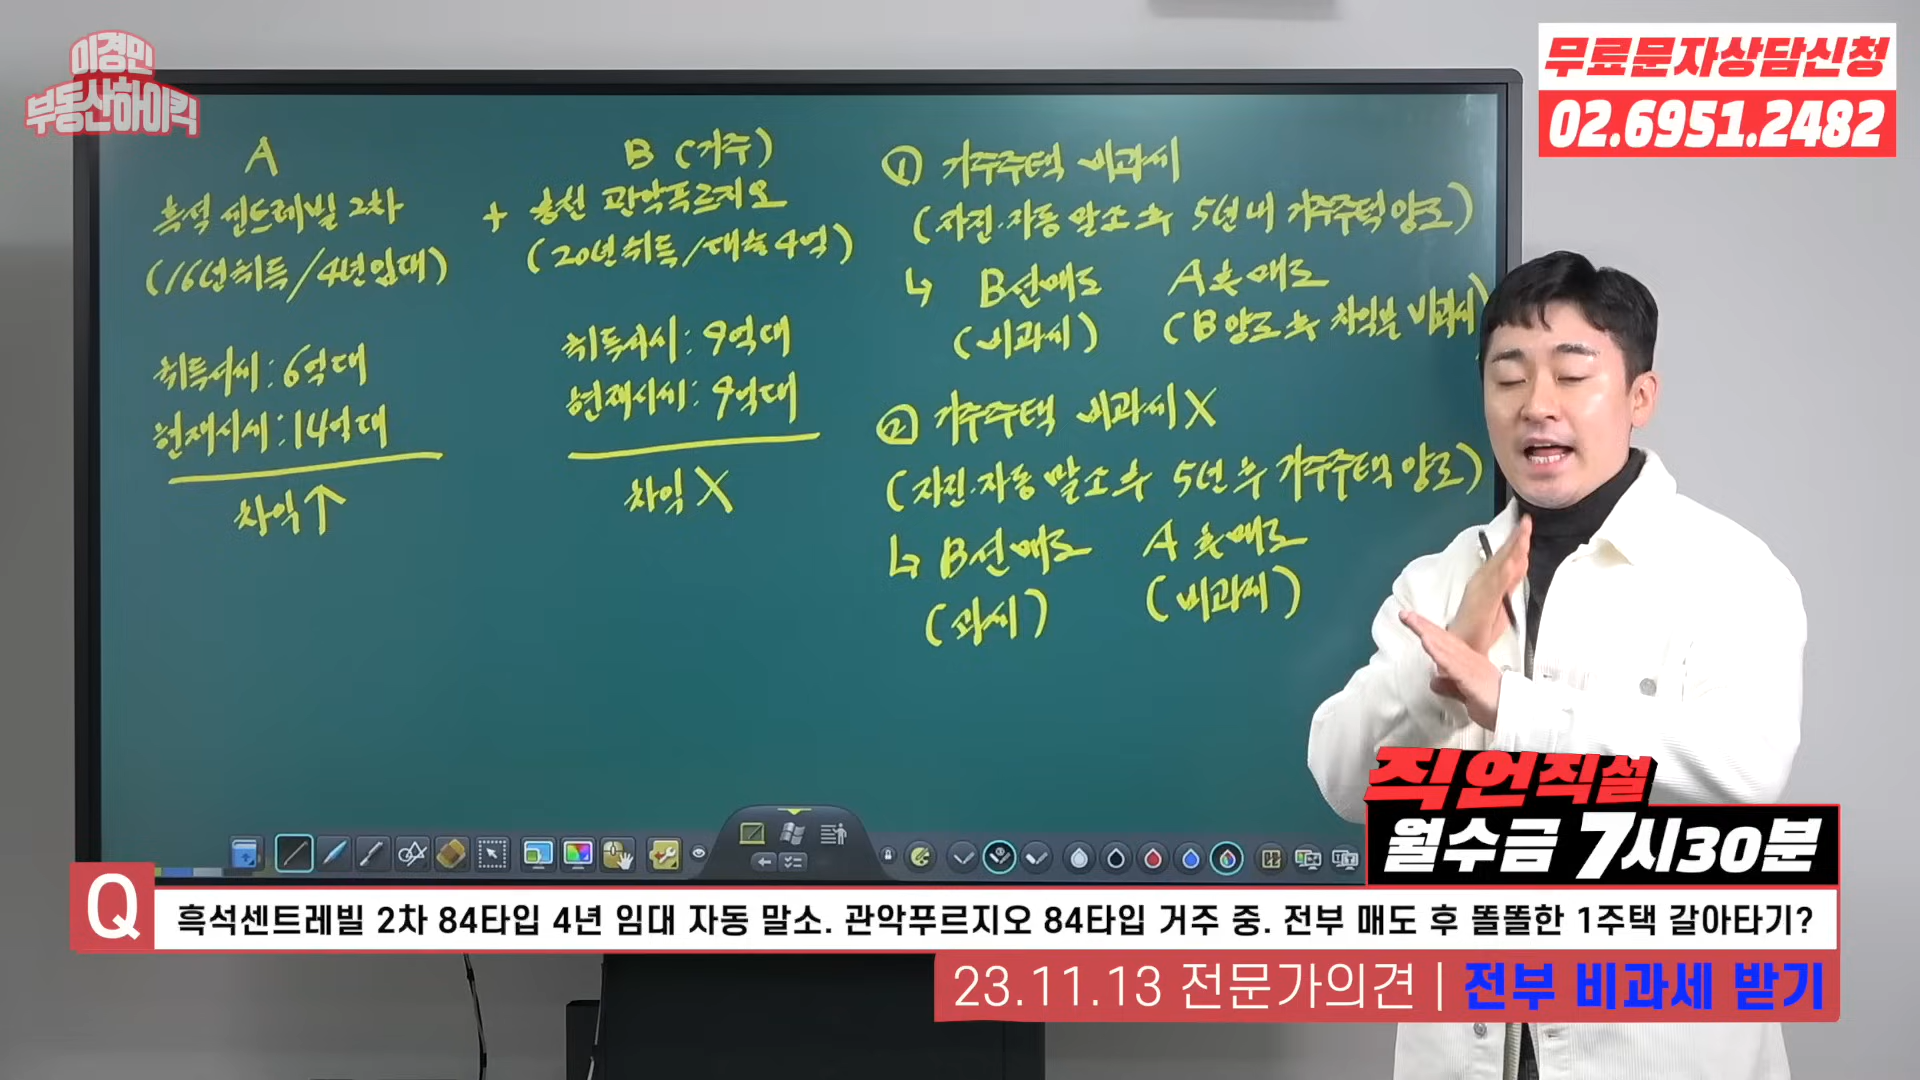 이경민
부동산하이킥
무료문자상담신청
02.6951.2482
A
흑석 센트레빌 2차
(16년취득/4년임대)
취득시세:6억대
현재시세:14억대
차익↑
+
B (거주)
봉천 관악푸르지오
(20년취득/대출4억)
취득시세:9억대
현재시세:9억대
차익X
① 거주주택 비과세
(자진·자동 말소 후 5년내 거주주택 양도)
↳ B선매도 A후매도
(비과세) (B양도 후 차익분 비과세)
② 거주주택 비과세X
(자진·자동 말소 후 5년후 거주주택 양도)
↳ B선매도 A후매도
(과세) (비과세)
직언직설
월수금 7시30분
Q
흑석센트레빌 2차 84타입 4년 임대 자동 말소. 관악푸르지오 84타입 거주 중. 전부 매도 후 똘똘한 1주택 갈아타기?
23.11.13 전문가의견 | 전부 비과세 받기